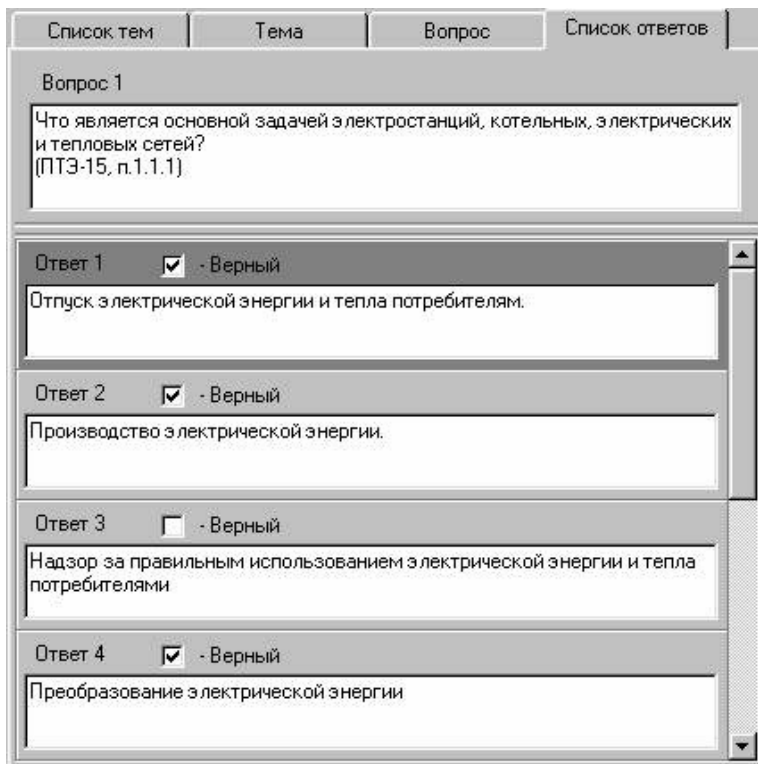 Список тем Тема Вопрос Список ответов
Вопрос 1
Что является основной задачей электростанций, котельных, электрических
и тепловых сетей?
(ПТЭ-15, п.1.1.1)
Ответ 1 - Верный
Отпуск электрической энергии и тепла потребителям.
Ответ 2 - Верный
Производство электрической энергии.
Ответ 3 - Верный
Надзор за правильным использованием электрической энергии и тепла
потребителями
Ответ 4 - Верный
Преобразование электрической энергии